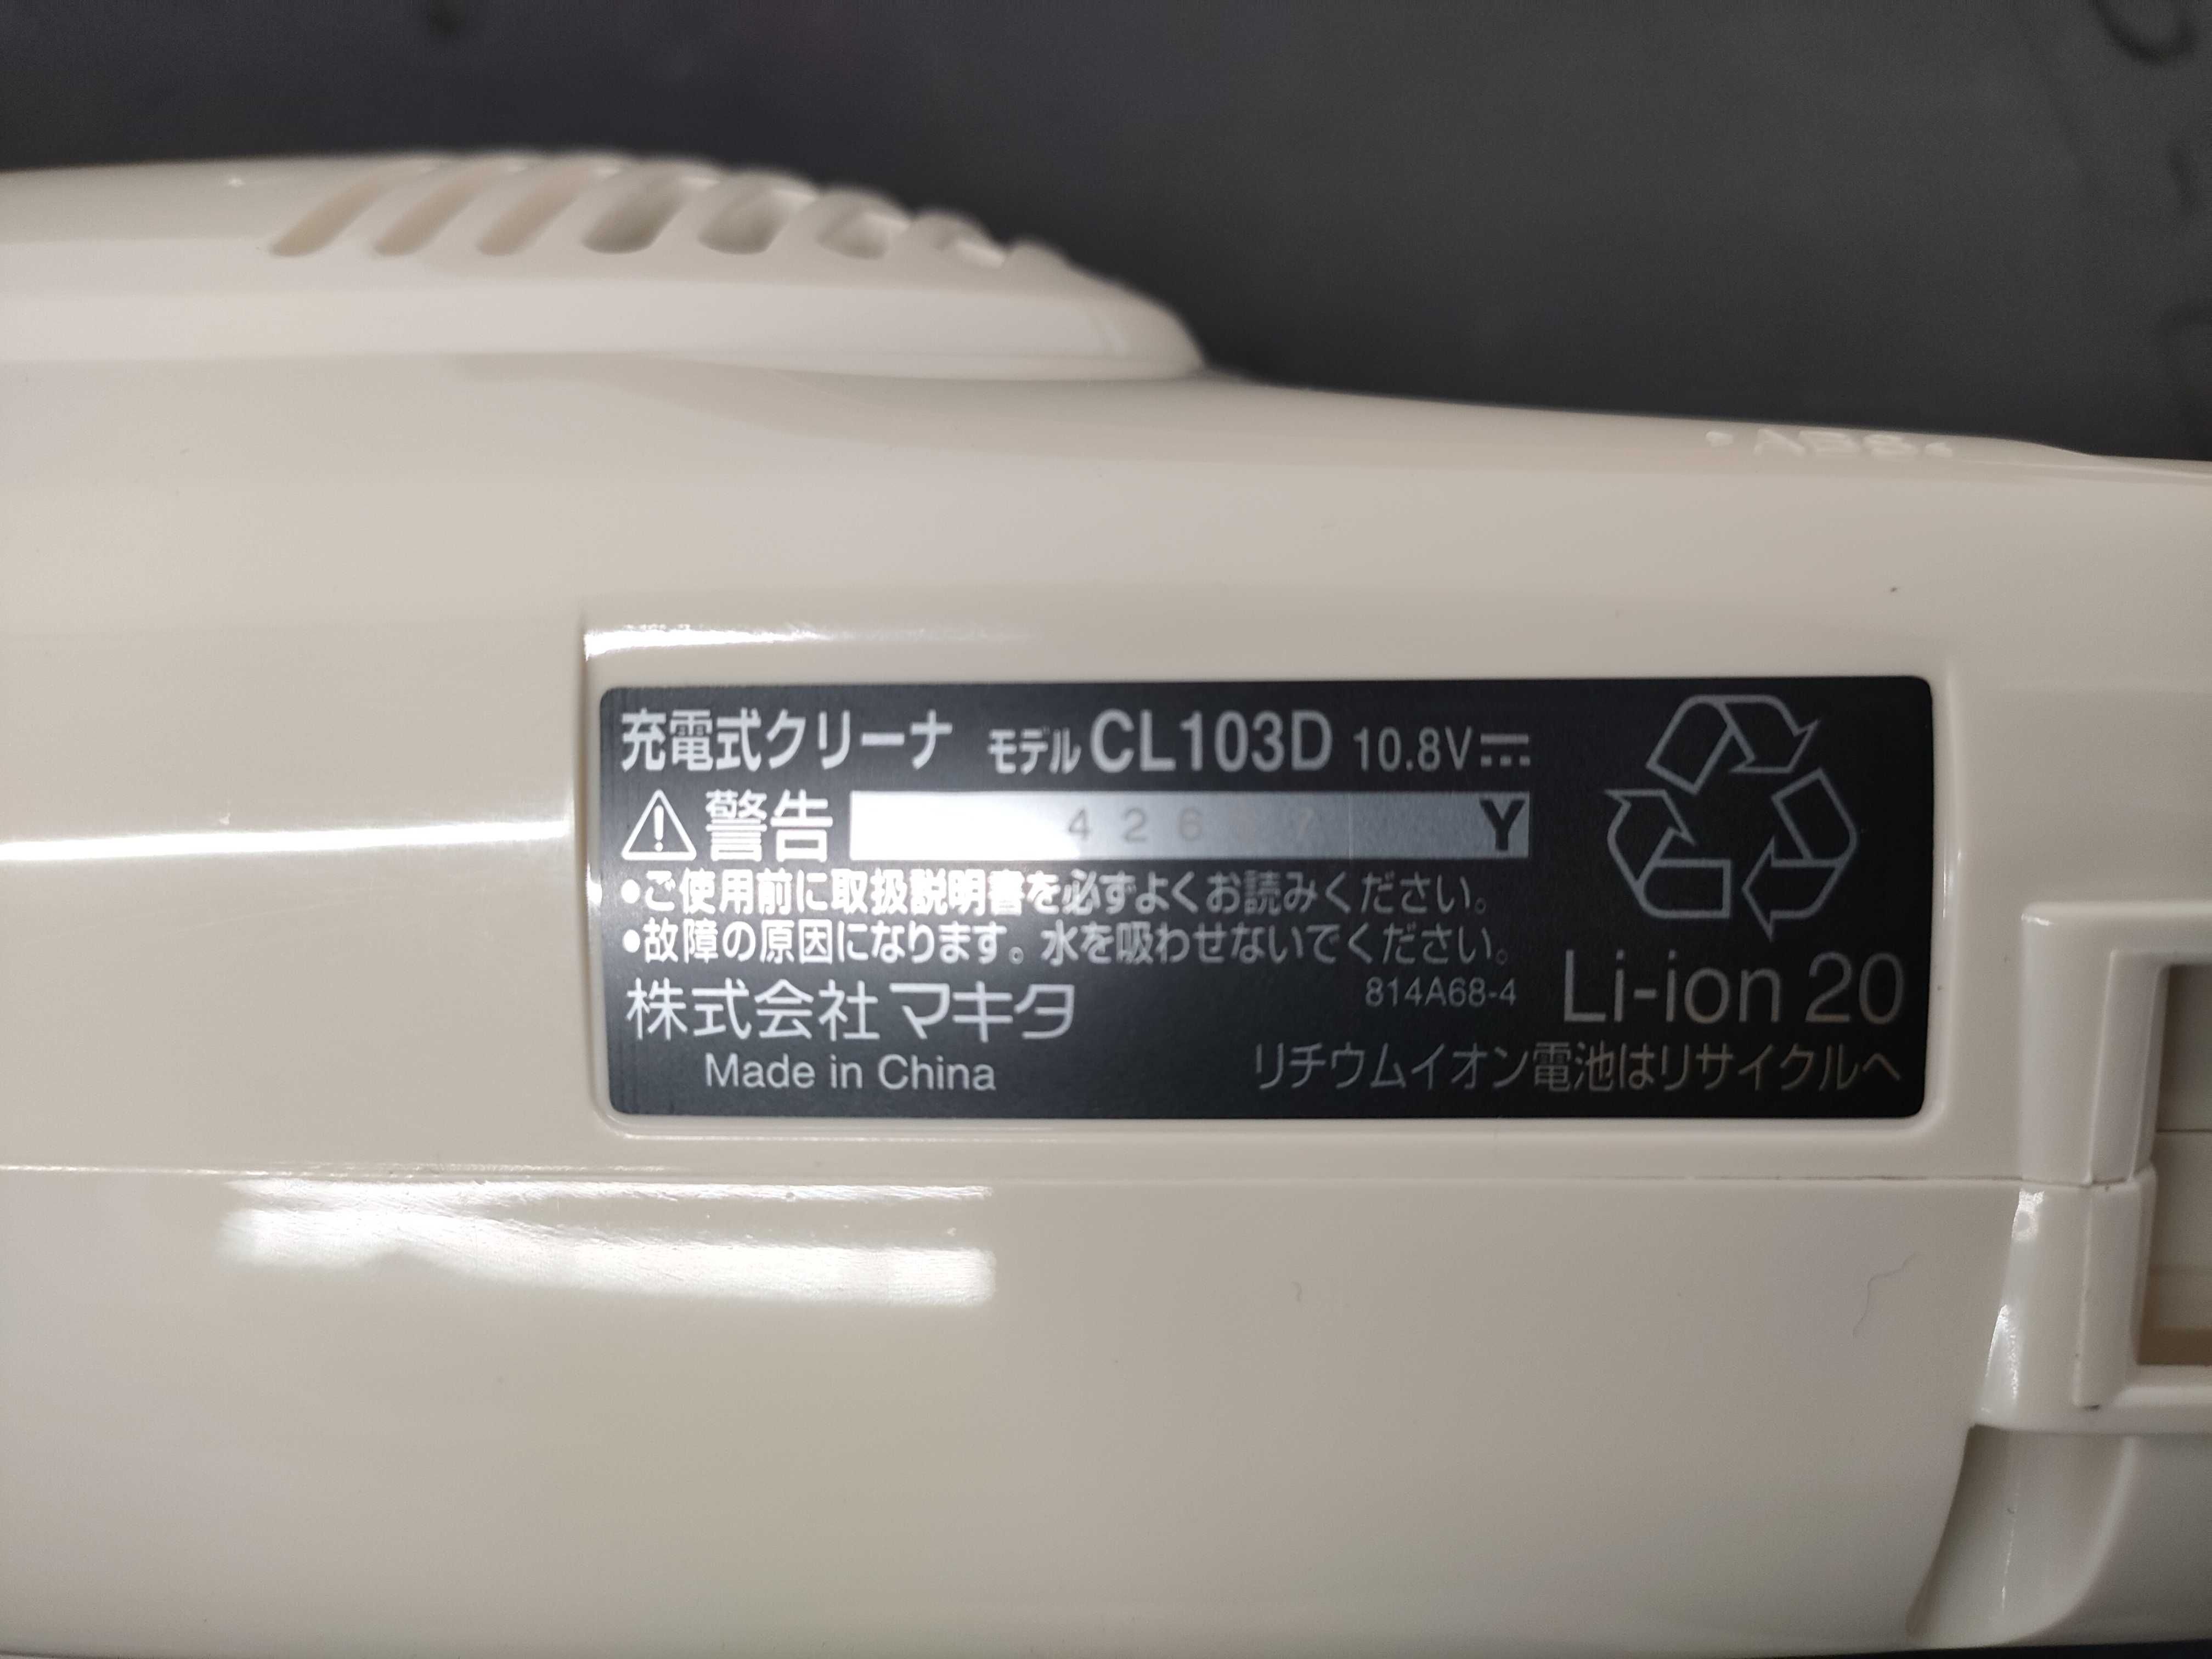 充電式クリーナ モデル CL103D 10.8V
警告 Y
•ご使用前に取扱説明書を必ずよくお読みください。
•故障の原因になります。水を吸わせないでください。
株式会社マキタ 814A68-4
Made in China
Li-ion 20
リチウムイオン電池はリサイクルへ